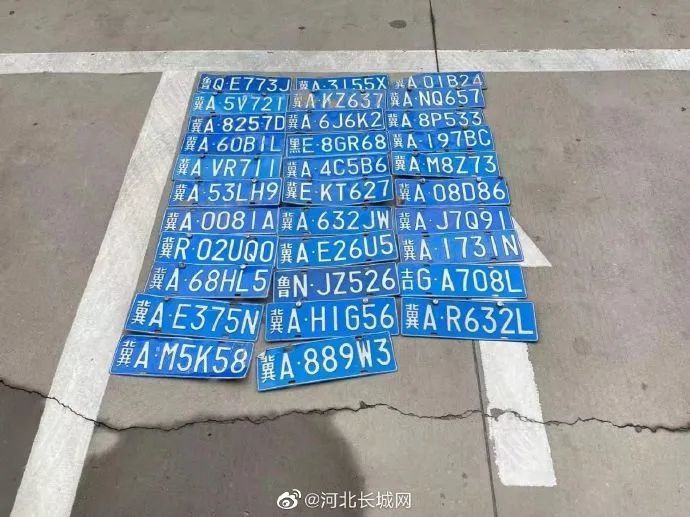 鲁Q·E773J 冀A·3155X 冀A·01B24
冀A·5V721 冀A·KZ637 冀A·NQ657
冀A·8257D 冀A·6J6K2 冀A·8P533
冀A·60B1L 黑E·8GR68 冀A·197BC
冀A·VR711 冀A·4C5B6 冀A·M8Z73
冀A·53LH9 冀E·KT627 冀A·08D86
冀A·0081A 冀A·632JW 冀A·J7Q91
冀R·02UQ0 冀A·E26U5 冀A·1731N
冀A·68HL5 鲁N·JZ526 吉G·A708L
冀A·E375N 冀A·H1G56 冀A·R632L
冀A·M5K58 冀A·889W3
@河北长城网